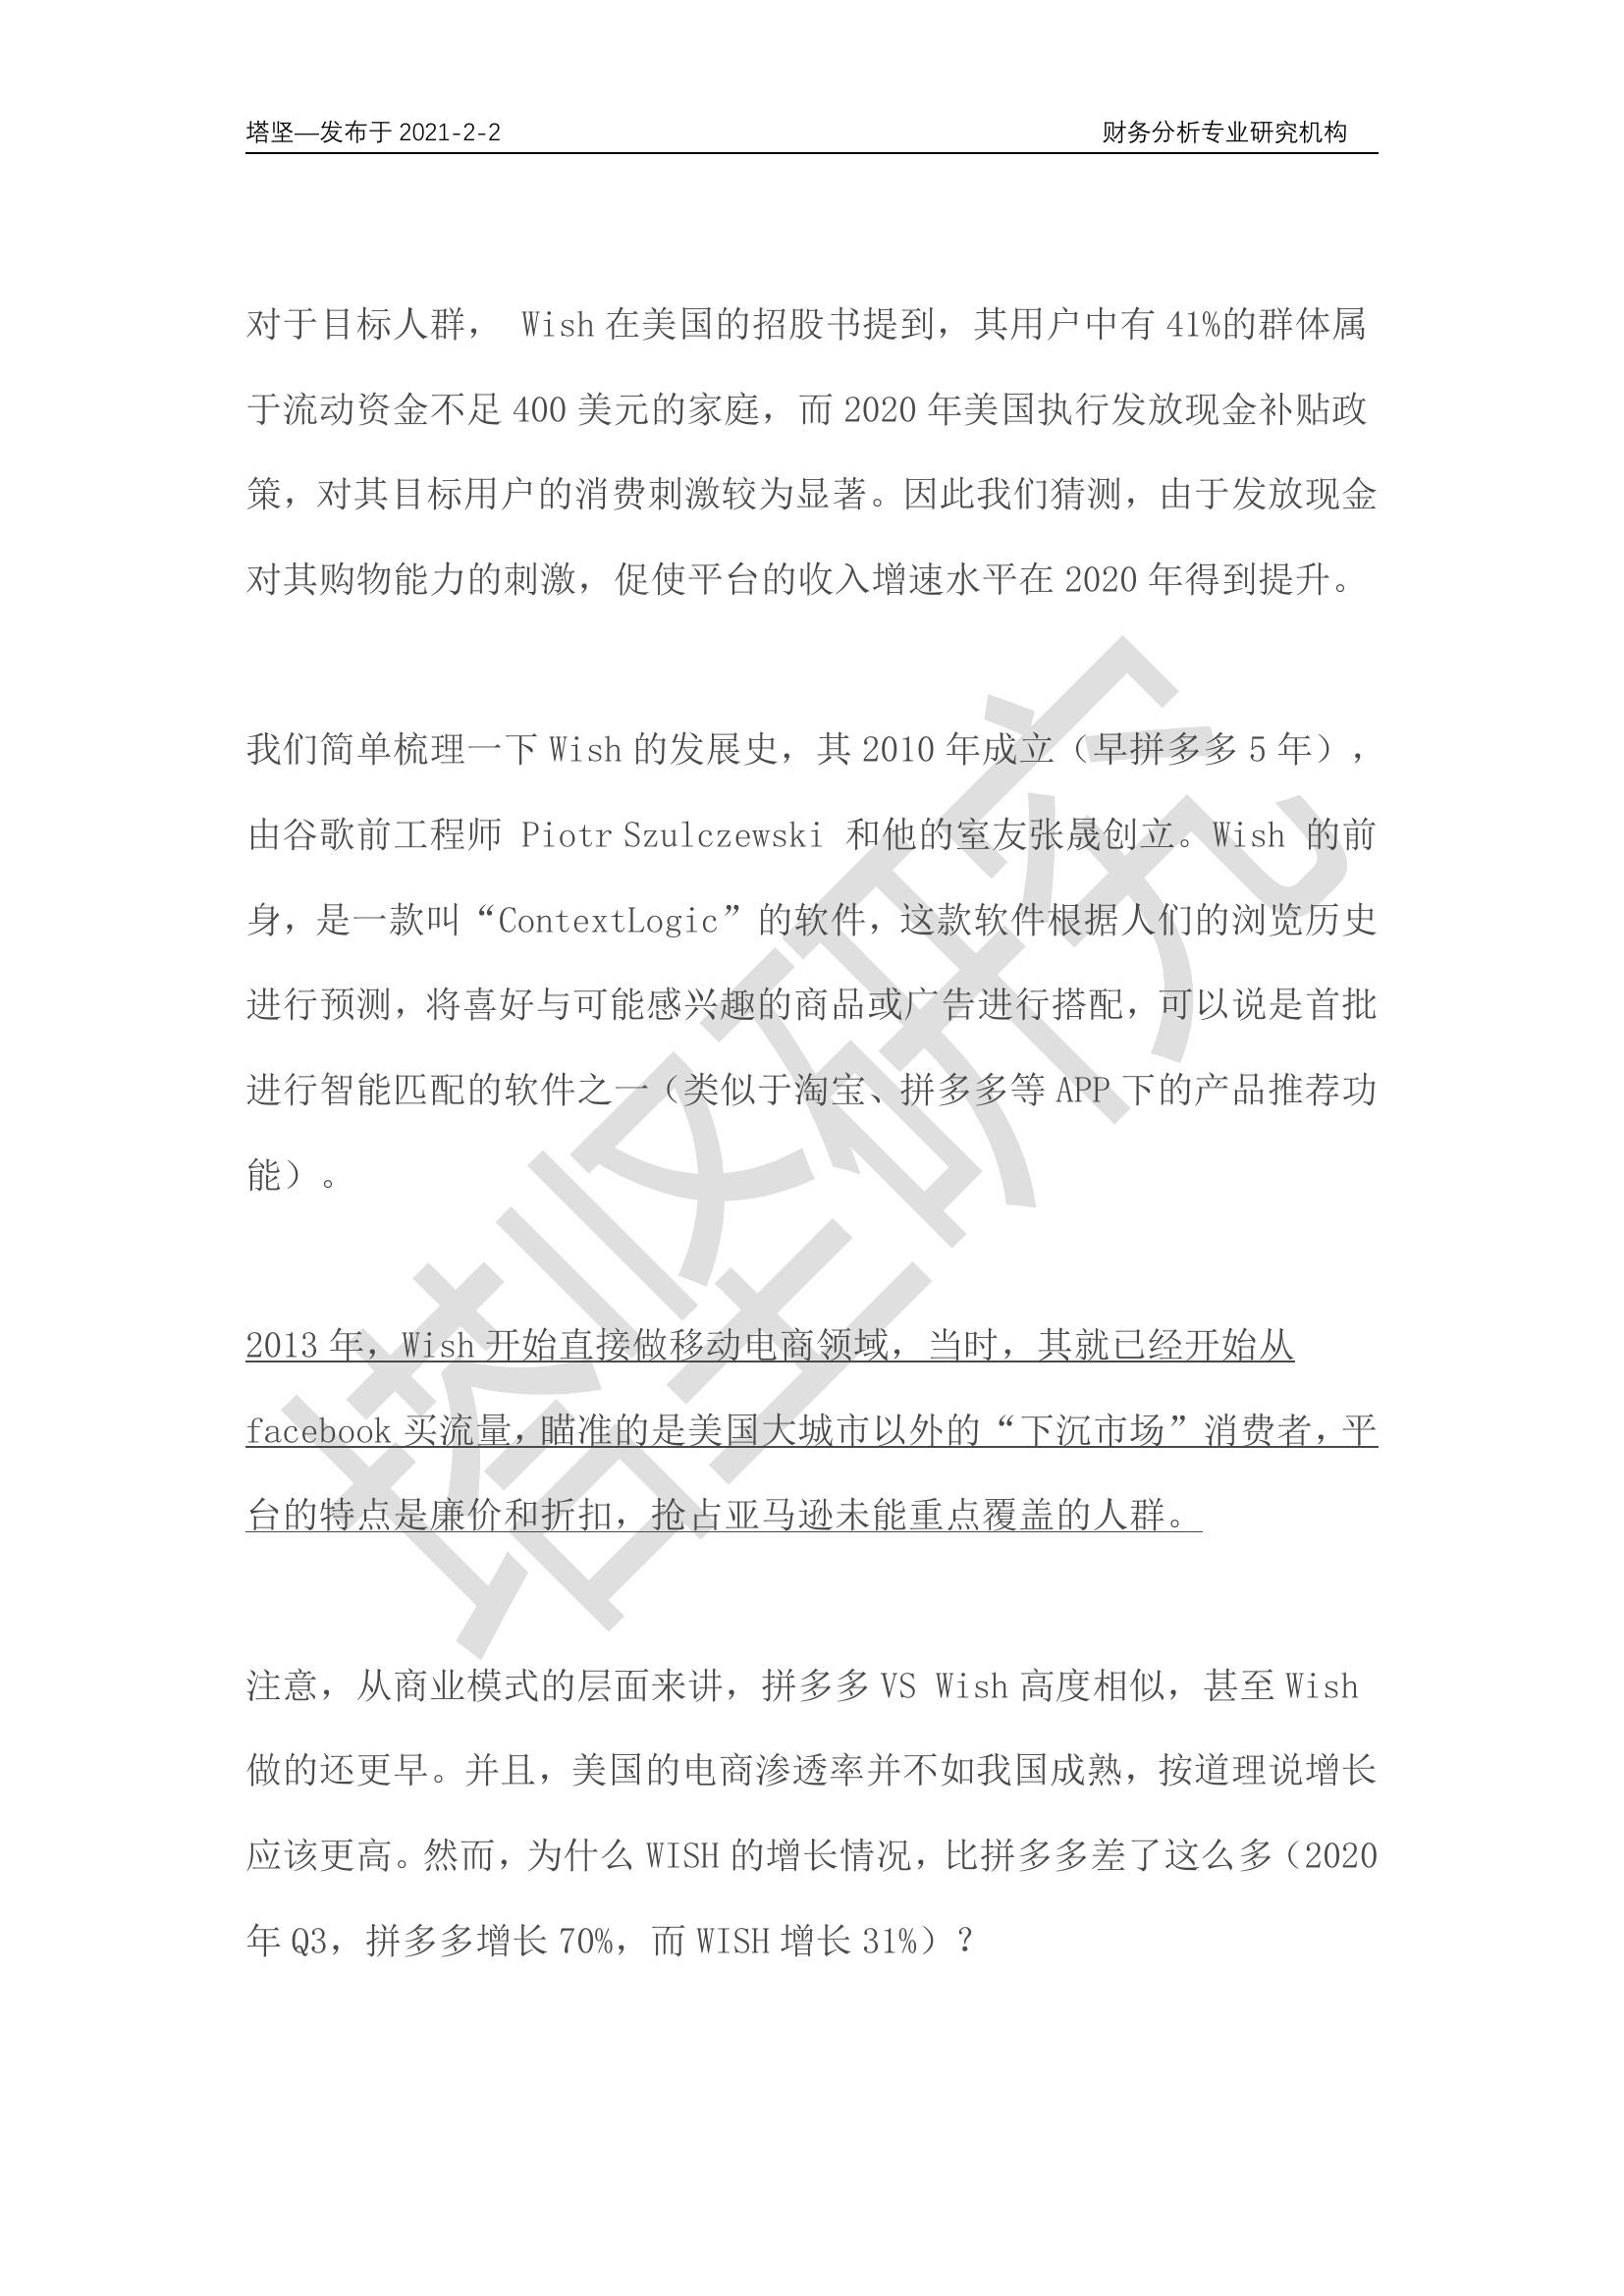 塔坚—发布于 2021-2-2 财务分析专业研究机构
对于目标人群， Wish 在美国的招股书提到，其用户中有 41%的群体属
于流动资金不足 400 美元的家庭，而 2020 年美国执行发放现金补贴政
策，对其目标用户的消费刺激较为显著。因此我们猜测，由于发放现金
对其购物能力的刺激，促使平台的收入增速水平在 2020 年得到提升。
我们简单梳理一下 Wish 的发展史，其 2010 年成立（早拼多多 5 年），
由谷歌前工程师 Piotr Szulczewski 和他的室友张晟创立。Wish 的前
身，是一款叫“ContextLogic”的软件，这款软件根据人们的浏览历史
进行预测，将喜好与可能感兴趣的商品或广告进行搭配，可以说是首批
进行智能匹配的软件之一（类似于淘宝、拼多多等 APP 下的产品推荐功
能）。
2013 年，Wish 开始直接做移动电商领域，当时，其就已经开始从
facebook 买流量，瞄准的是美国大城市以外的“下沉市场”消费者，平
台的特点是廉价和折扣，抢占亚马逊未能重点覆盖的人群。
注意，从商业模式的层面来讲，拼多多 VS Wish 高度相似，甚至 Wish
做的还更早。并且，美国的电商渗透率并不如我国成熟，按道理说增长
应该更高。然而，为什么 WISH 的增长情况，比拼多多差了这么多（2020
年 Q3，拼多多增长 70%，而 WISH 增长 31%）？
塔坚研究